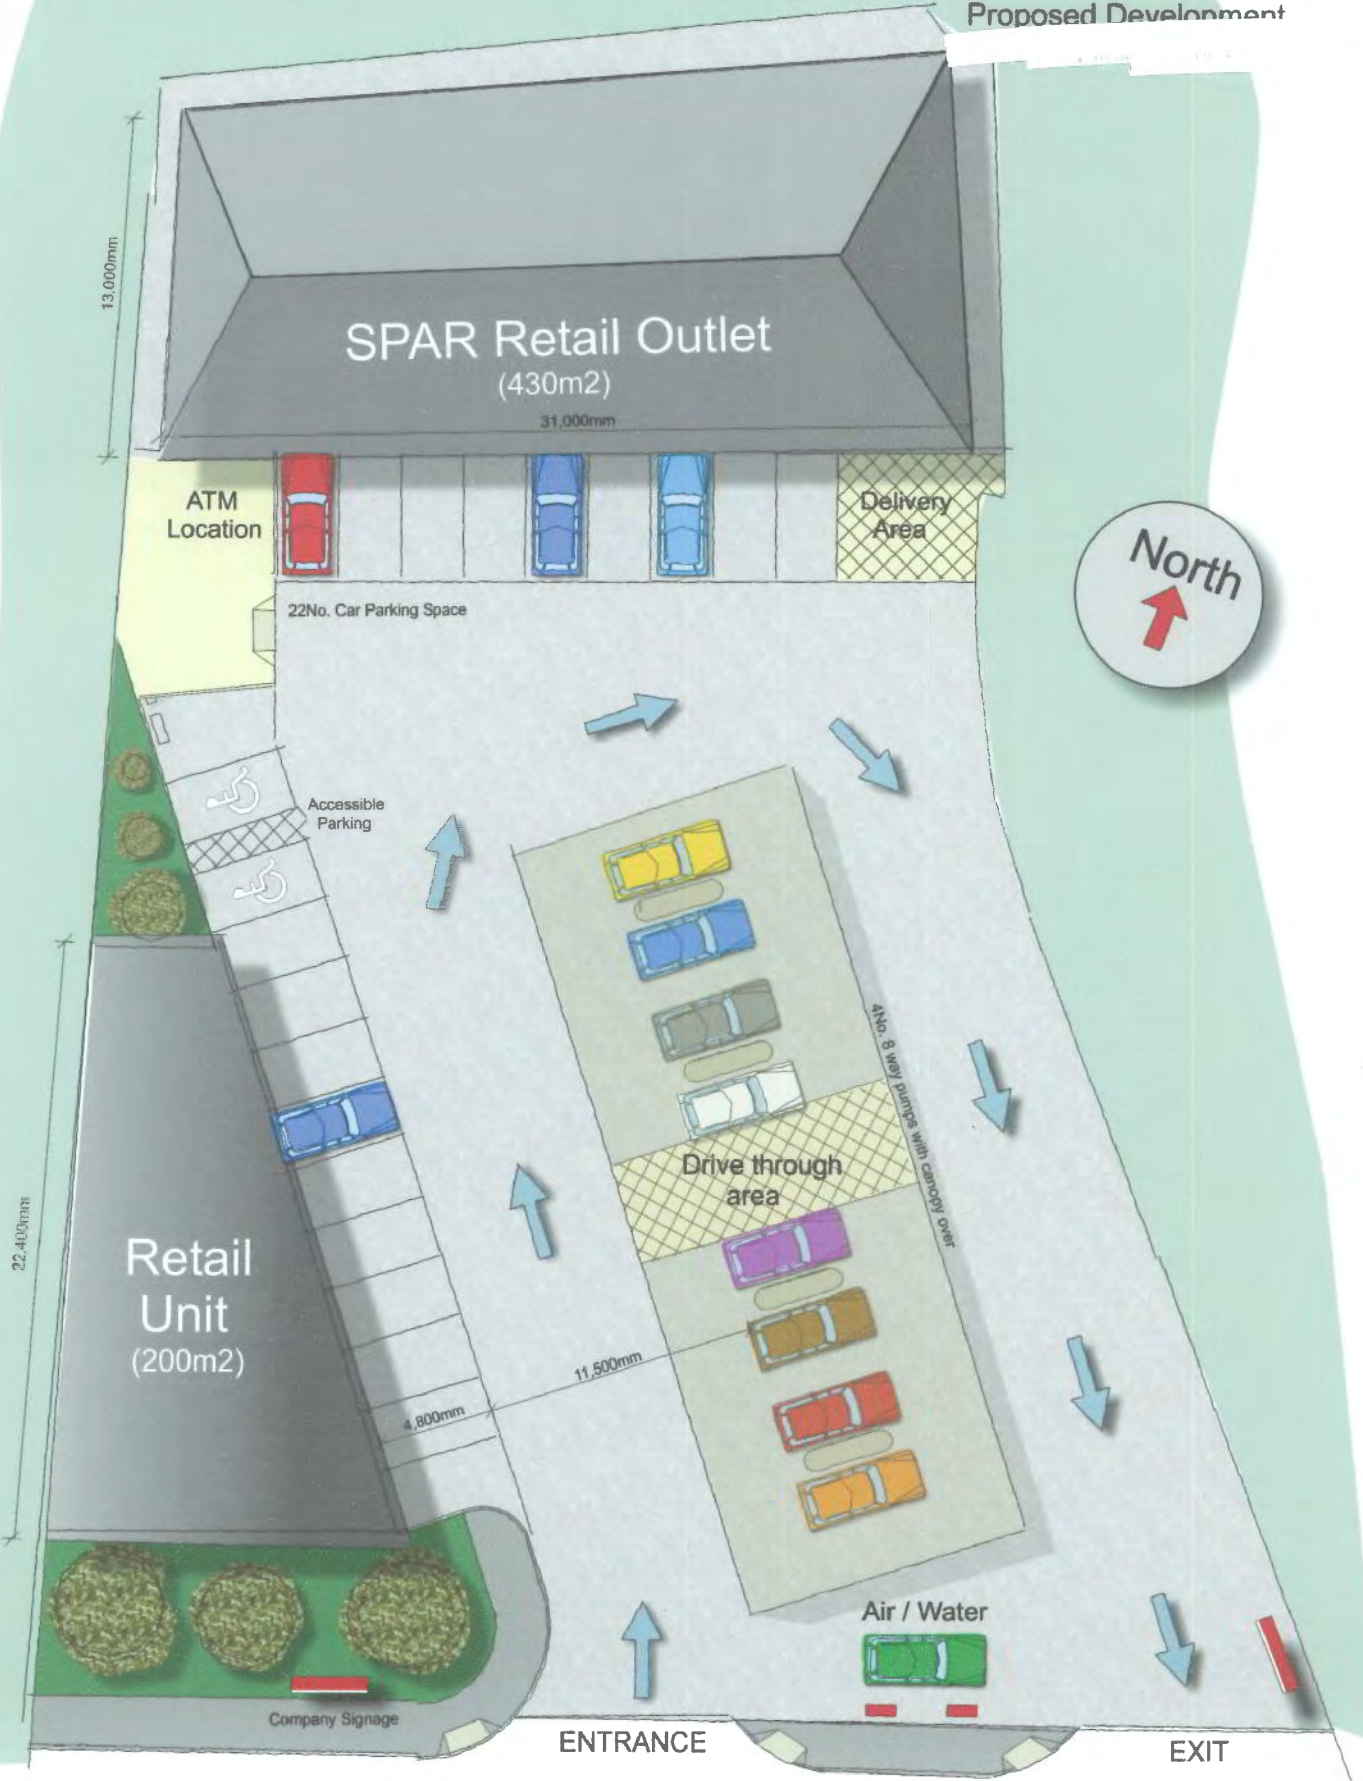 Proposed Development
13,000mm
SPAR Retail Outlet
(430m2)
31,000mm
ATM
Location
Delivery
Area
North
22No. Car Parking Space
Accessible
Parking
4No. 8 way pumps with canopy over
Drive through
area
22,400mm
Retail
Unit
(200m2)
11,500mm
4,800mm
Air / Water
Company Signage
ENTRANCE
EXIT